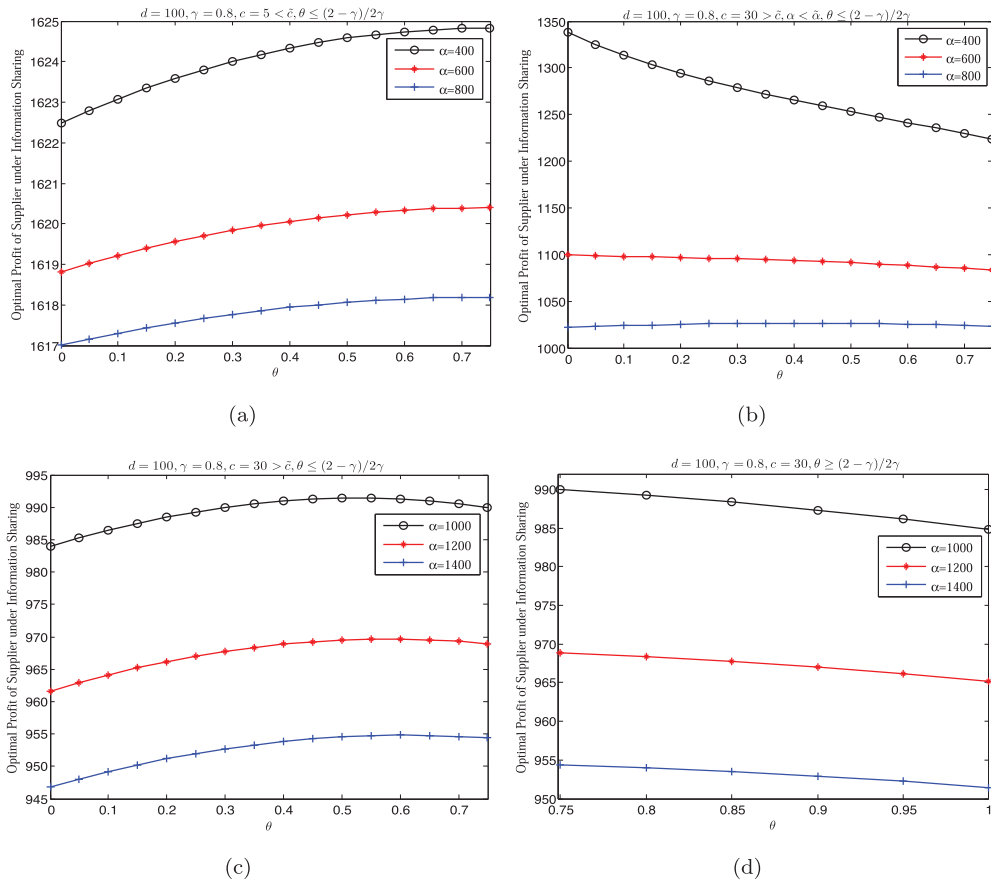 d = 100, γ = 0.8, c = 5 < c̃, θ ≤ (2 − γ)/2γ
Optimal Profit of Supplier under Information Sharing
1625
1624
1623
1622
1621
1620
1619
1618
1617
α=400
α=600
α=800
0 0.1 0.2 0.3 0.4 0.5 0.6 0.7
θ
(a)
d = 100, γ = 0.8, c = 30 > c̃, α < α̃, θ ≤ (2 − γ)/2γ
Optimal Profit of Supplier under Information Sharing
1350
1300
1250
1200
1150
1100
1050
1000
α=400
α=600
α=800
0 0.1 0.2 0.3 0.4 0.5 0.6 0.7
θ
(b)
d = 100, γ = 0.8, c = 30 > c̃, θ ≤ (2 − γ)/2γ
Optimal Profit of Supplier under Information Sharing
995
990
985
980
975
970
965
960
955
950
945
α=1000
α=1200
α=1400
0 0.1 0.2 0.3 0.4 0.5 0.6 0.7
θ
(c)
d = 100, γ = 0.8, c = 30, θ ≥ (2 − γ)/2γ
Optimal Profit of Supplier under Information Sharing
990
985
980
975
970
965
960
955
950
α=1000
α=1200
α=1400
0.75 0.8 0.85 0.9 0.95 1
θ
(d)